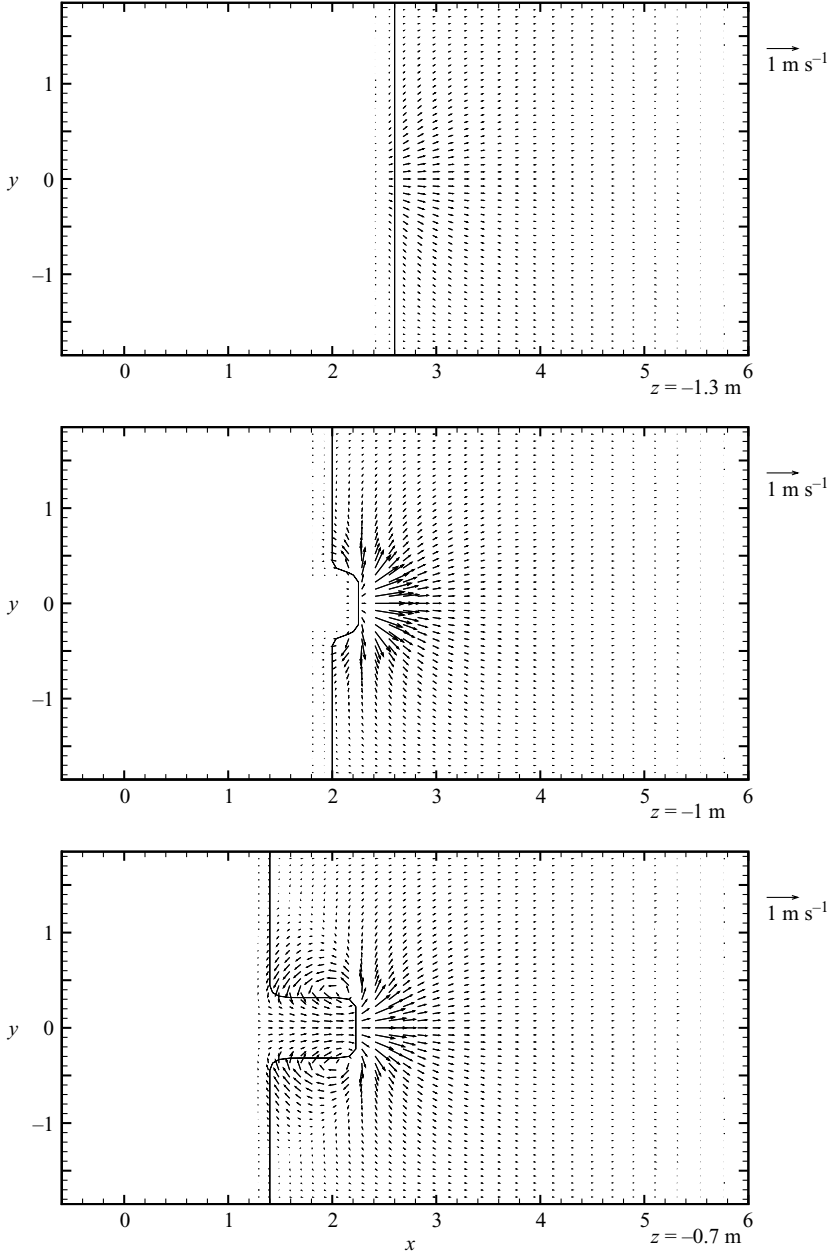 1 m s–1
1
y 0
–1
0 1 2 3 4 5 6
z = –1.3 m
1 m s–1
1
y 0
–1
0 1 2 3 4 5 6
z = –1 m
1 m s–1
1
y 0
–1
0 1 2 3 4 5 6
x z = –0.7 m